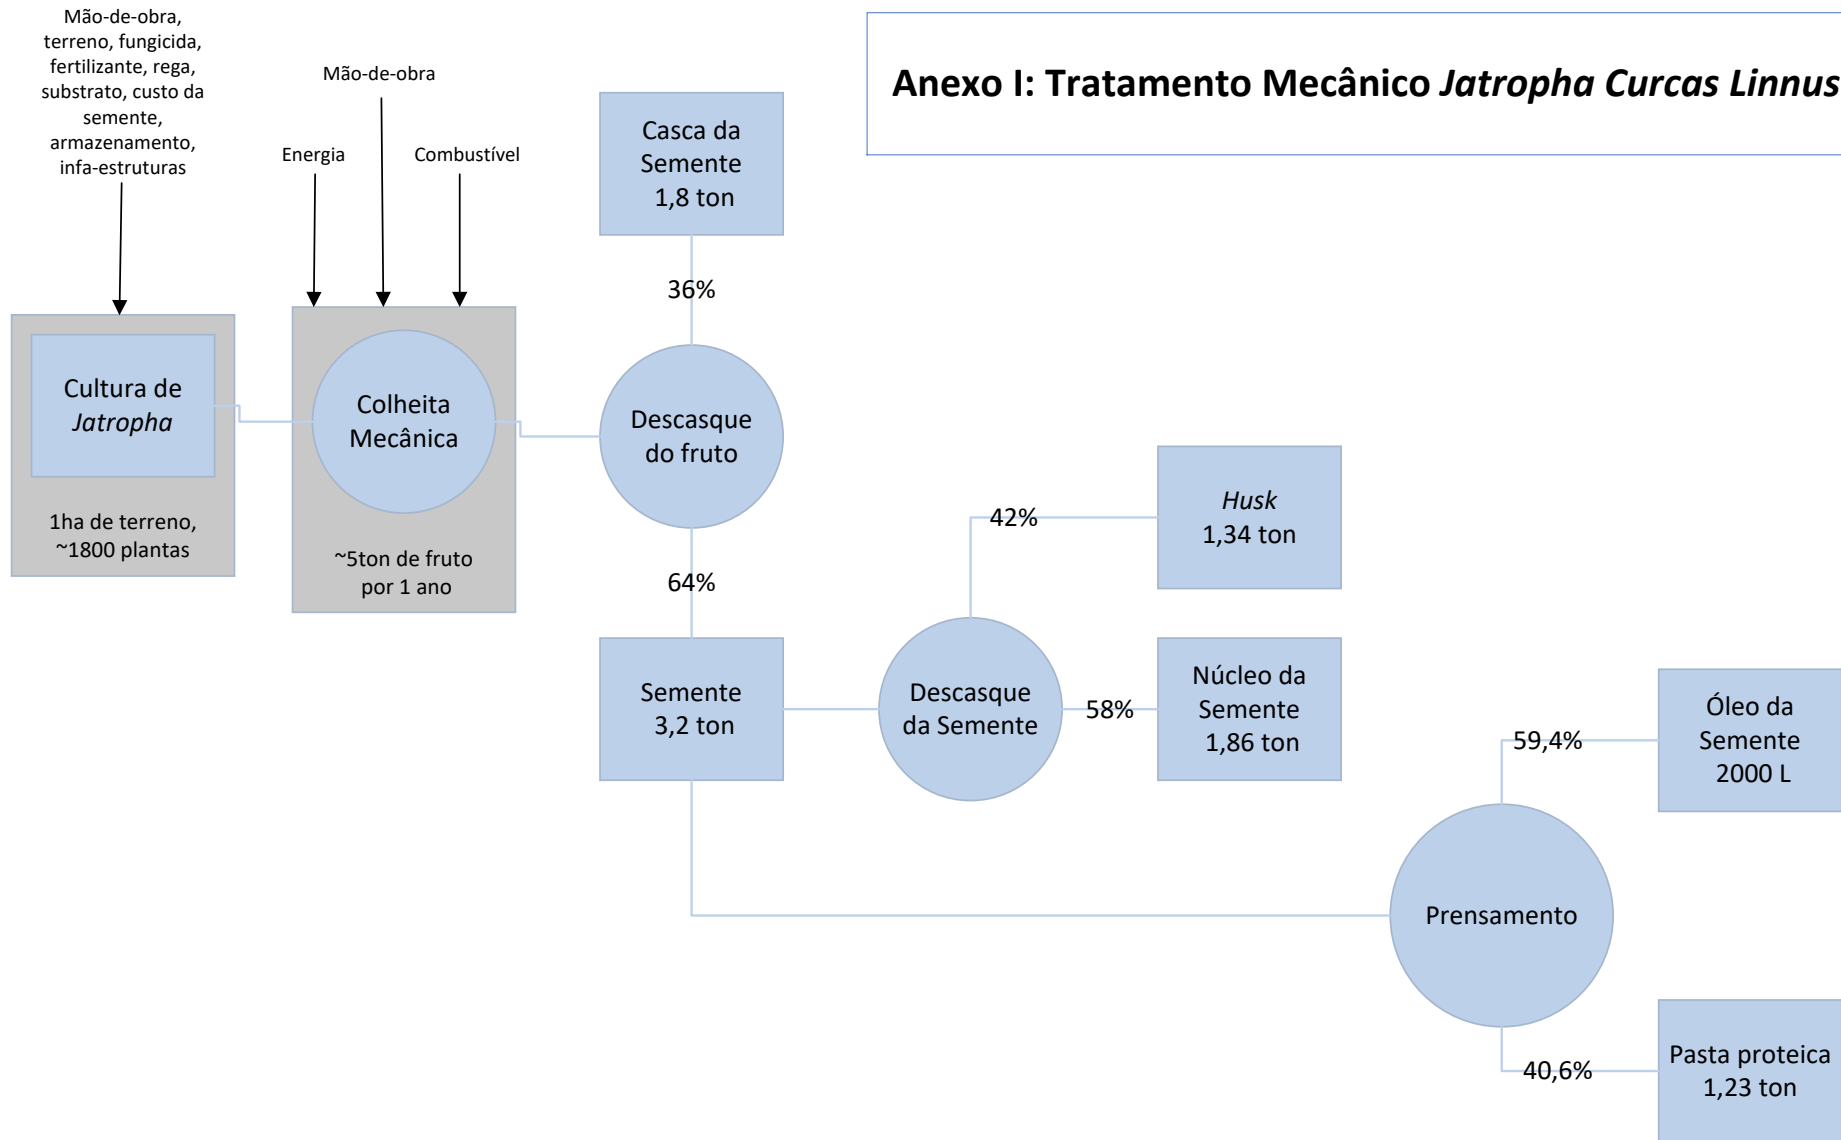 Mão-de-obra,
terreno, fungicida,
fertilizante, rega,
substrato, custo da
semente,
armazenamento,
infa-estruturas
Mão-de-obra
Energia
Combustível
Anexo I: Tratamento Mecânico Jatropha Curcas Linnus
Casca da
Semente
1,8 ton
36%
Cultura de
Jatropha
1ha de terreno,
~1800 plantas
Colheita
Mecânica
~5ton de fruto
por 1 ano
Descasque
do fruto
64%
Semente
3,2 ton
Descasque
da Semente
42%
Husk
1,34 ton
58%
Núcleo da
Semente
1,86 ton
Prensamento
59,4%
Óleo da
Semente
2000 L
40,6%
Pasta proteica
1,23 ton